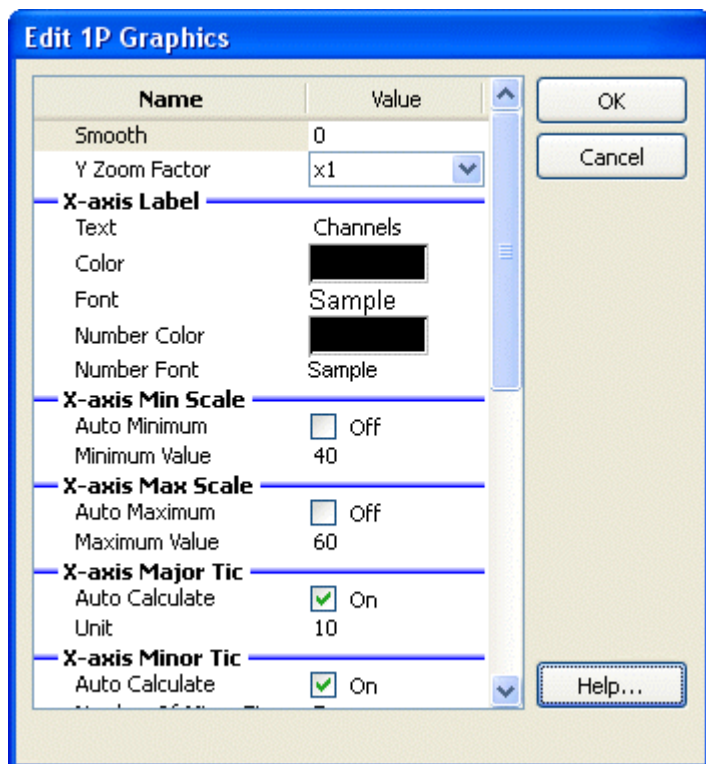 Edit 1P Graphics
Name Value
OK
Smooth 0
Cancel
Y Zoom Factor x1
X-axis Label
Text Channels
Color
Font Sample
Number Color
Number Font Sample
X-axis Min Scale
Auto Minimum Off
Minimum Value 40
X-axis Max Scale
Auto Maximum Off
Maximum Value 60
X-axis Major Tic
Auto Calculate On
Unit 10
X-axis Minor Tic
Auto Calculate On
Help...